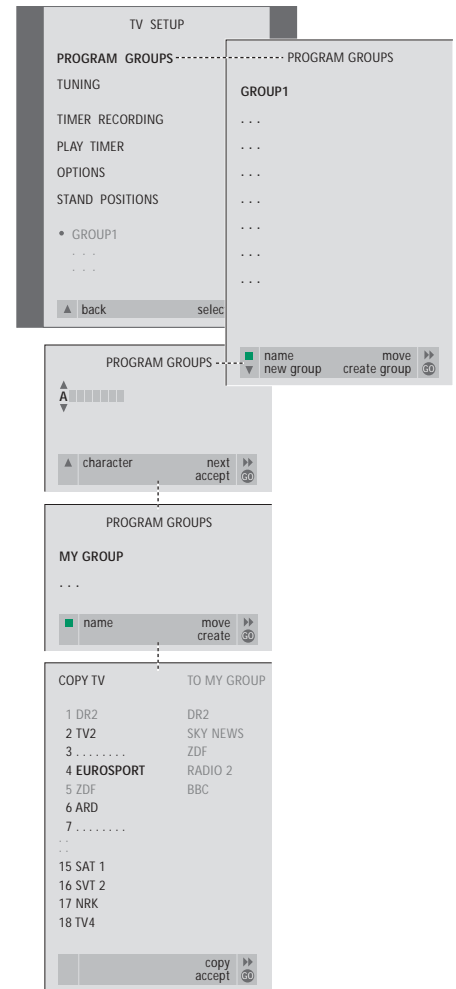 TV SETUP
PROGRAM GROUPS
TUNING
TIMER RECORDING
PLAY TIMER
OPTIONS
STAND POSITIONS
• GROUP1
. . .
. . .
▲ back selec
PROGRAM GROUPS
GROUP1
. . .
. . .
. . .
. . .
. . .
. . .
. . .
name move
new group create group GO
PROGRAM GROUPS
A
character next
accept GO
PROGRAM GROUPS
MY GROUP
. . .
name move
create GO
COPY TV TO MY GROUP
1 DR2 DR2
2 TV2 SKY NEWS
3 . . . . . . . . ZDF
4 EUROSPORT RADIO 2
5 ZDF BBC
6 ARD
7 . . . . . . . .
: :
15 SAT 1
16 SVT 2
17 NRK
18 TV4
copy
accept GO